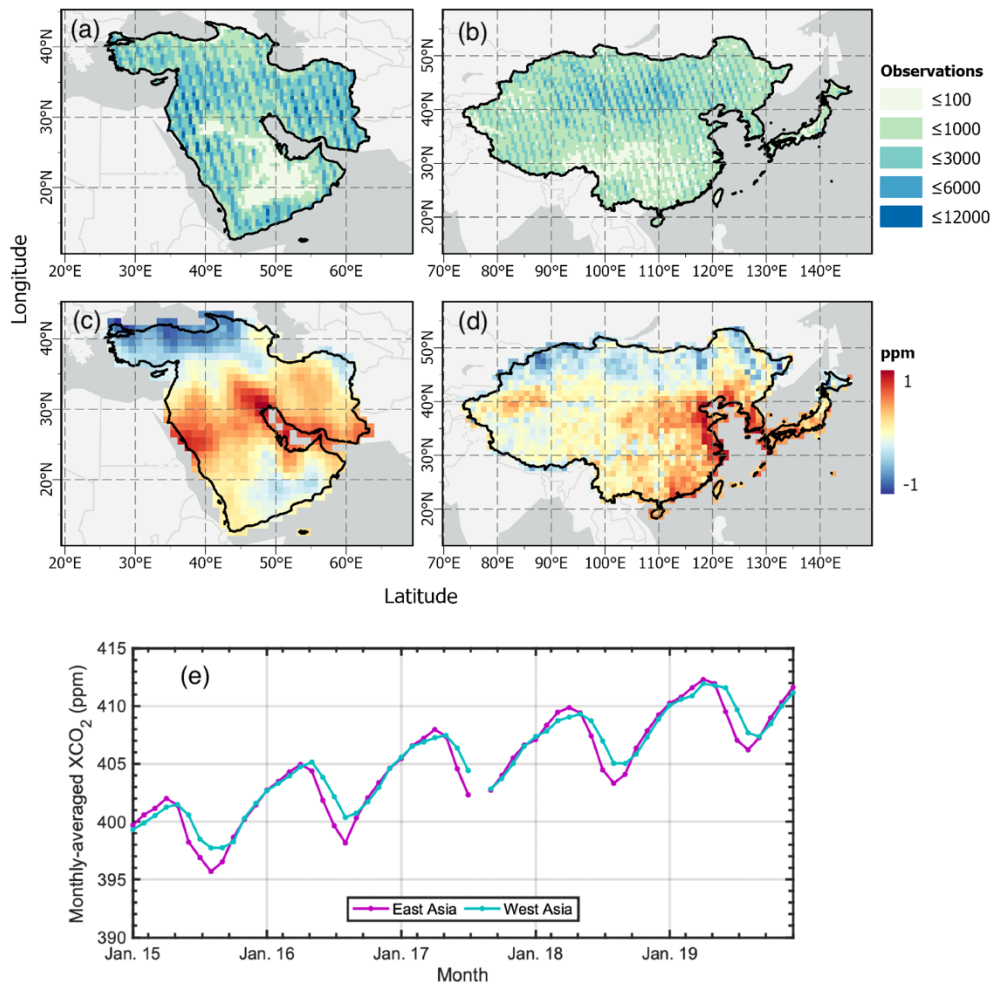 (a)
(b)
40°N
30°N
20°N
50°N
40°N
30°N
20°N
Observations
≤100
≤1000
≤3000
≤6000
≤12000
20°E 30°E 40°E 50°E 60°E
70°E 80°E 90°E 100°E 110°E 120°E 130°E 140°E
Longitude
(c)
(d)
40°N
30°N
20°N
50°N
40°N
30°N
20°N
ppm
1
-1
20°E 30°E 40°E 50°E 60°E
70°E 80°E 90°E 100°E 110°E 120°E 130°E 140°E
Latitude
(e)
Monthly-averaged XCO2 (ppm)
415
410
405
400
395
390
East Asia West Asia
Jan. 15 Jan. 16 Jan. 17 Jan. 18 Jan. 19
Month